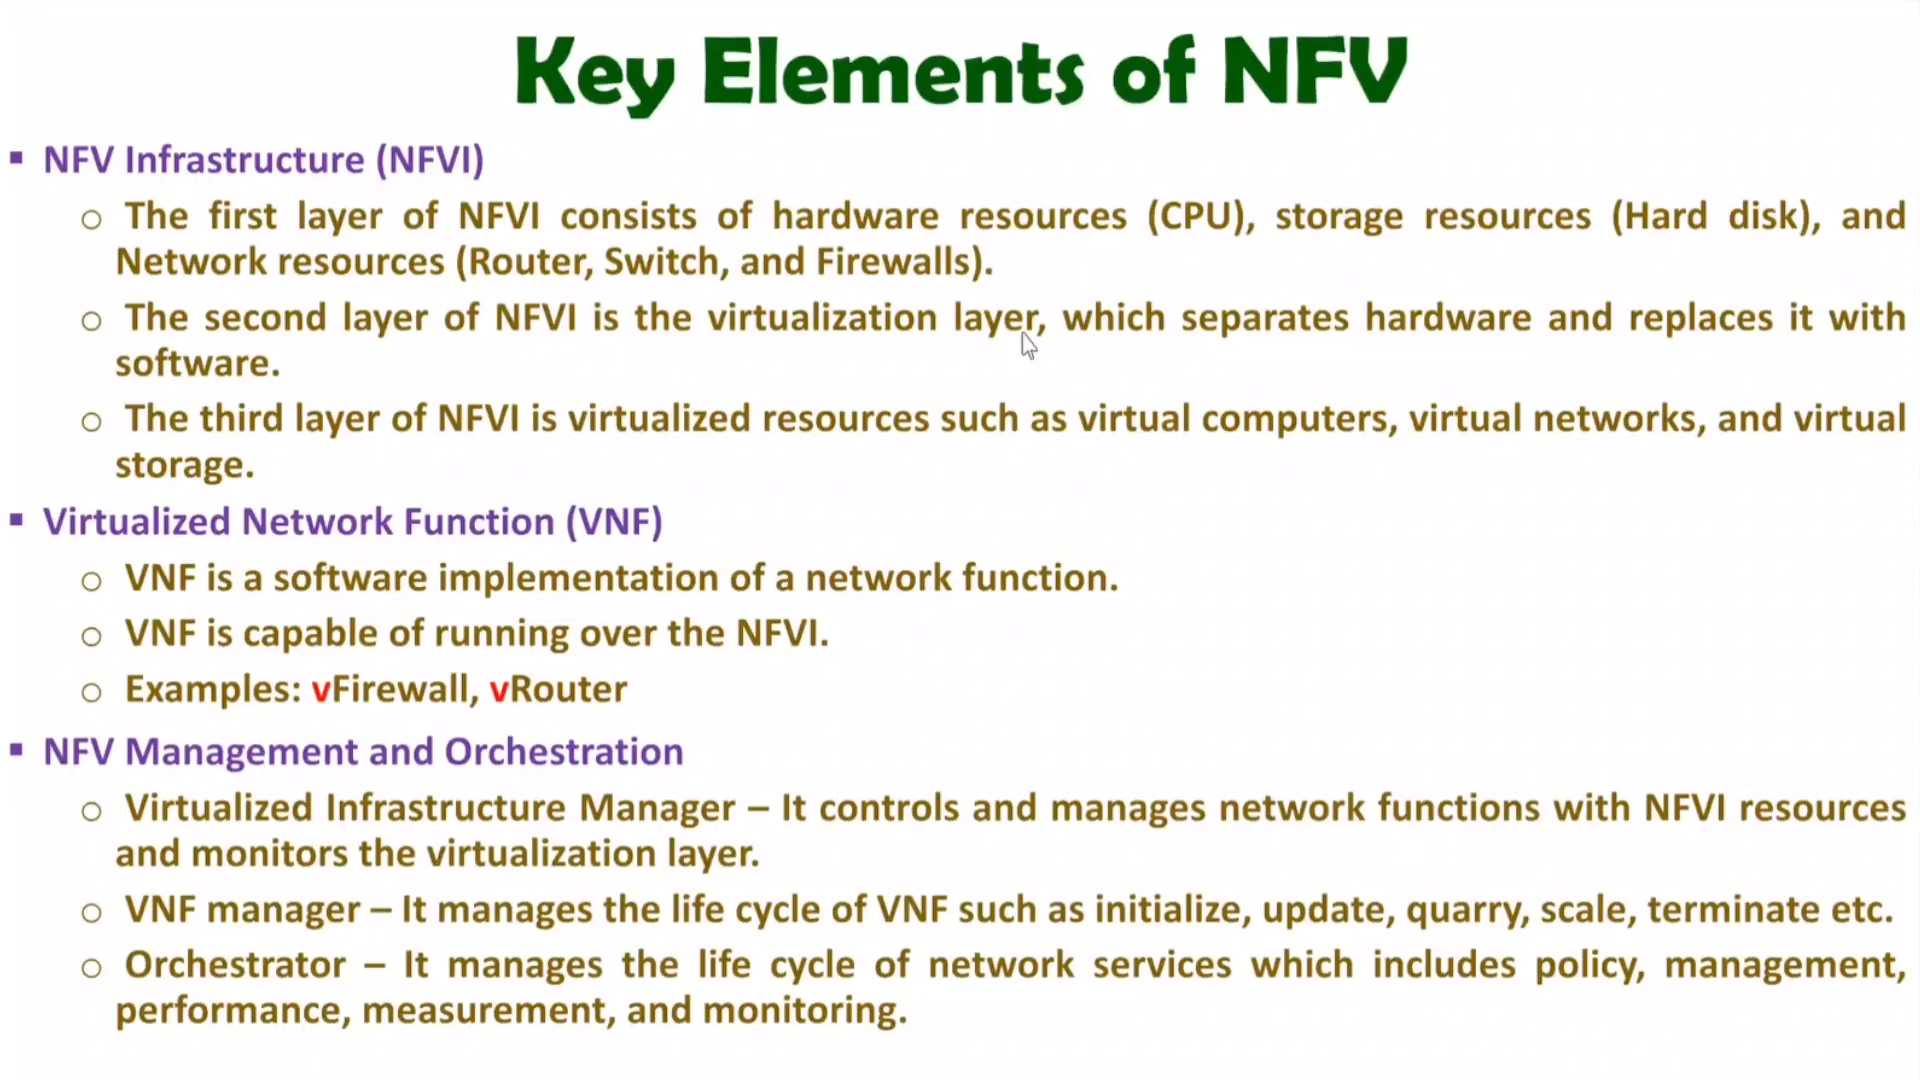 Key Elements of NFV
▪ NFV Infrastructure (NFVI)
○ The first layer of NFVI consists of hardware resources (CPU), storage resources (Hard disk), and
Network resources (Router, Switch, and Firewalls).
○ The second layer of NFVI is the virtualization layer, which separates hardware and replaces it with
software.
○ The third layer of NFVI is virtualized resources such as virtual computers, virtual networks, and virtual
storage.
▪ Virtualized Network Function (VNF)
○ VNF is a software implementation of a network function.
○ VNF is capable of running over the NFVI.
○ Examples: vFirewall, vRouter
▪ NFV Management and Orchestration
○ Virtualized Infrastructure Manager – It controls and manages network functions with NFVI resources
and monitors the virtualization layer.
○ VNF manager – It manages the life cycle of VNF such as initialize, update, quarry, scale, terminate etc.
○ Orchestrator – It manages the life cycle of network services which includes policy, management,
performance, measurement, and monitoring.